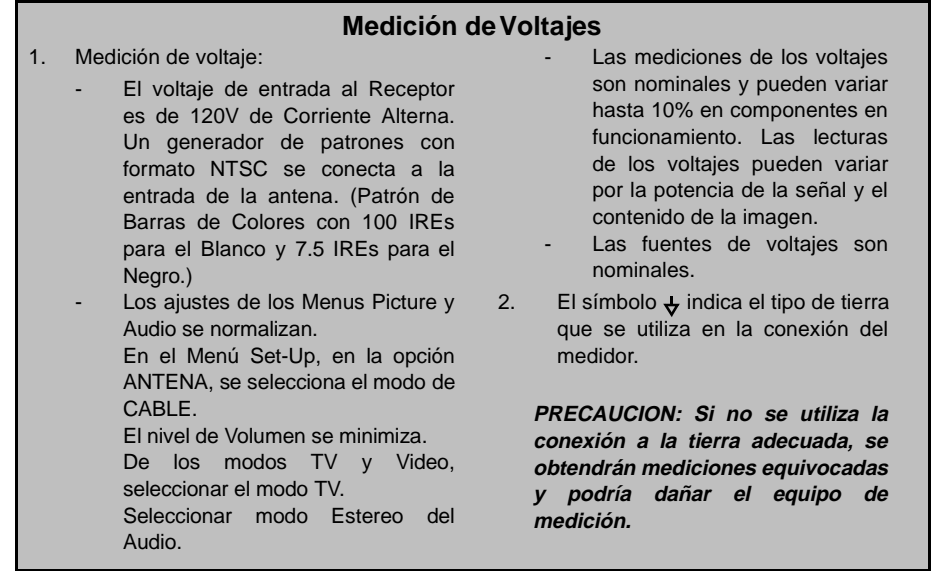 Medición de Voltajes
1. Medición de voltaje:
- El voltaje de entrada al Receptor
es de 120V de Corriente Alterna.
Un generador de patrones con
formato NTSC se conecta a la
entrada de la antena. (Patrón de
Barras de Colores con 100 IREs
para el Blanco y 7.5 IREs para el
Negro.)
- Los ajustes de los Menus Picture y
Audio se normalizan.
En el Menú Set-Up, en la opción
ANTENA, se selecciona el modo de
CABLE.
El nivel de Volumen se minimiza.
De los modos TV y Video,
seleccionar el modo TV.
Seleccionar modo Estereo del
Audio.
- Las mediciones de los voltajes
son nominales y pueden variar
hasta 10% en componentes en
funcionamiento. Las lecturas
de los voltajes pueden variar
por la potencia de la señal y el
contenido de la imagen.
- Las fuentes de voltajes son
nominales.
2. El símbolo indica el tipo de tierra
que se utiliza en la conexión del
medidor.
PRECAUCION: Si no se utiliza la
conexión a la tierra adecuada, se
obtendrán mediciones equivocadas
y podría dañar el equipo de
medición.